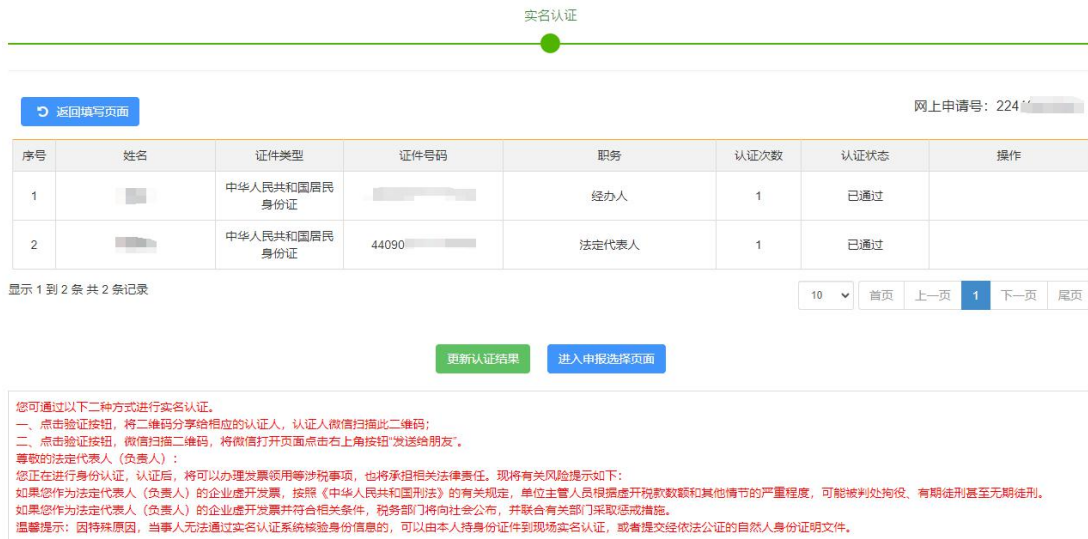 实名认证
返回填写页面
网上申请号：224
序号 姓名 证件类型 证件号码 职务 认证次数 认证状态 操作
1 中华人民共和国居民身份证 经办人 1 已通过
2 中华人民共和国居民身份证 44090 法定代表人 1 已通过
显示 1 到 2 条 共 2 条记录
10 首页 上一页 1 下一页 尾页
更新认证结果 进入申报选择页面
您可通过以下二种方式进行实名认证。
一、点击验证按钮，将二维码分享给相应的认证人，认证人微信扫描此二维码；
二、点击验证按钮，微信扫描二维码，将微信打开页面点击右上角按钮“发送给朋友”。
尊敬的法定代表人（负责人）：
您正在进行身份认证，认证后，将可以办理发票领用等涉税事项，也将承担相关法律责任。现将有关风险提示如下：
如果您作为法定代表人（负责人）的企业虚开发票，按照《中华人民共和国刑法》的有关规定，单位主管人员根据虚开税款数额和其他情节的严重程度，可能被判处拘役、有期徒刑甚至无期徒刑。
如果您作为法定代表人（负责人）的企业虚开发票并符合相关条件，税务部门将向社会公布，并联合有关部门采取惩戒措施。
温馨提示：因特殊原因，当事人无法通过实名认证系统核验身份信息的，可以由本人持身份证件到现场实名认证，或者提交经依法公证的自然人身份证明文件。